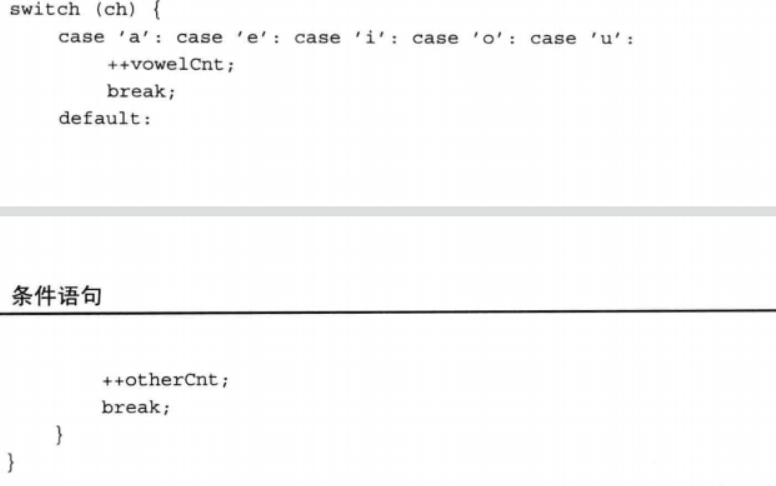 switch (ch) {
    case 'a': case 'e': case 'i': case 'o': case 'u':
        ++vowelCnt;
        break;
    default:
条件语句
        ++otherCnt;
        break;
    }
}